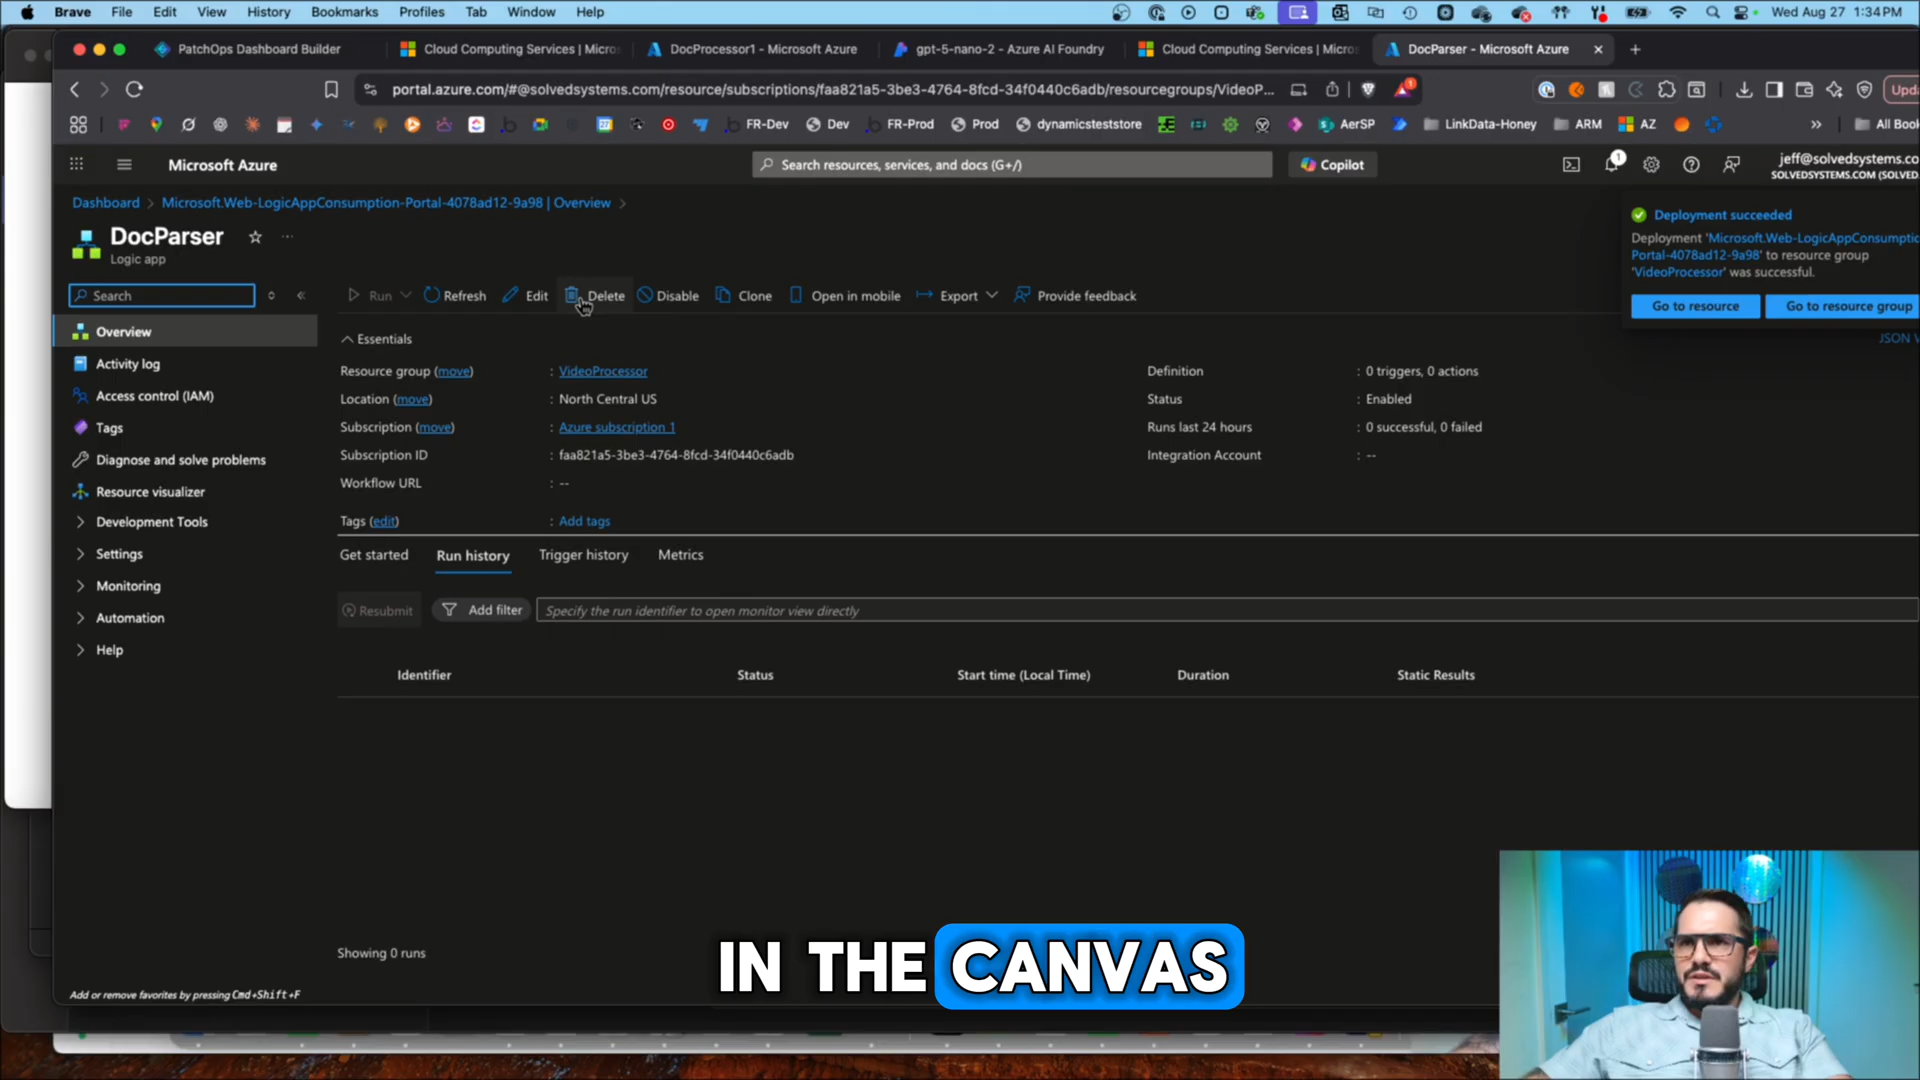 Brave File Edit View History Bookmarks Profiles Tab Window Help Wed Aug 27 1:34 PM
PatchOps Dashboard Builder Cloud Computing Services | Micros DocProcessor1 - Microsoft Azure gpt-5-nano-2 - Azure AI Foundry Cloud Computing Services | Micros DocParser - Microsoft Azure
portal.azure.com/#@solvedsystems.com/resource/subscriptions/faa821a5-3be3-4764-8fcd-34f0440c6adb/resourcegroups/VideoP... 1 Upda
FR-Dev Dev FR-Prod Prod dynamicsteststore AerSP LinkData-Honey ARM AZ » All Book
Microsoft Azure Search resources, services, and docs (G+/) Copilot 1 jeff@solvedsystems.co
SOLVEDSYSTEMS.COM (SOLVED
Dashboard > Microsoft.Web-LogicAppConsumption-Portal-4078ad12-9a98 | Overview >
DocParser
Logic app
Deployment succeeded
Deployment 'Microsoft.Web-LogicAppConsumptio
Portal-4078ad12-9a98' to resource group
'VideoProcessor' was successful.
Go to resource Go to resource group
Search
Run Refresh Edit Delete Disable Clone Open in mobile Export Provide feedback
Overview
Activity log
Access control (IAM)
Tags
Diagnose and solve problems
Resource visualizer
Development Tools
Settings
Monitoring
Automation
Help
Essentials JSON V
Resource group (move) : VideoProcessor Definition : 0 triggers, 0 actions
Location (move) : North Central US Status : Enabled
Subscription (move) : Azure subscription 1 Runs last 24 hours : 0 successful, 0 failed
Subscription ID : faa821a5-3be3-4764-8fcd-34f0440c6adb Integration Account : --
Workflow URL : --
Tags (edit) : Add tags
Get started Run history Trigger history Metrics
Resubmit Add filter Specify the run identifier to open monitor view directly
Identifier Status Start time (Local Time) Duration Static Results
Showing 0 runs
IN THE CANVAS
Add or remove favorites by pressing Cmd+Shift+F